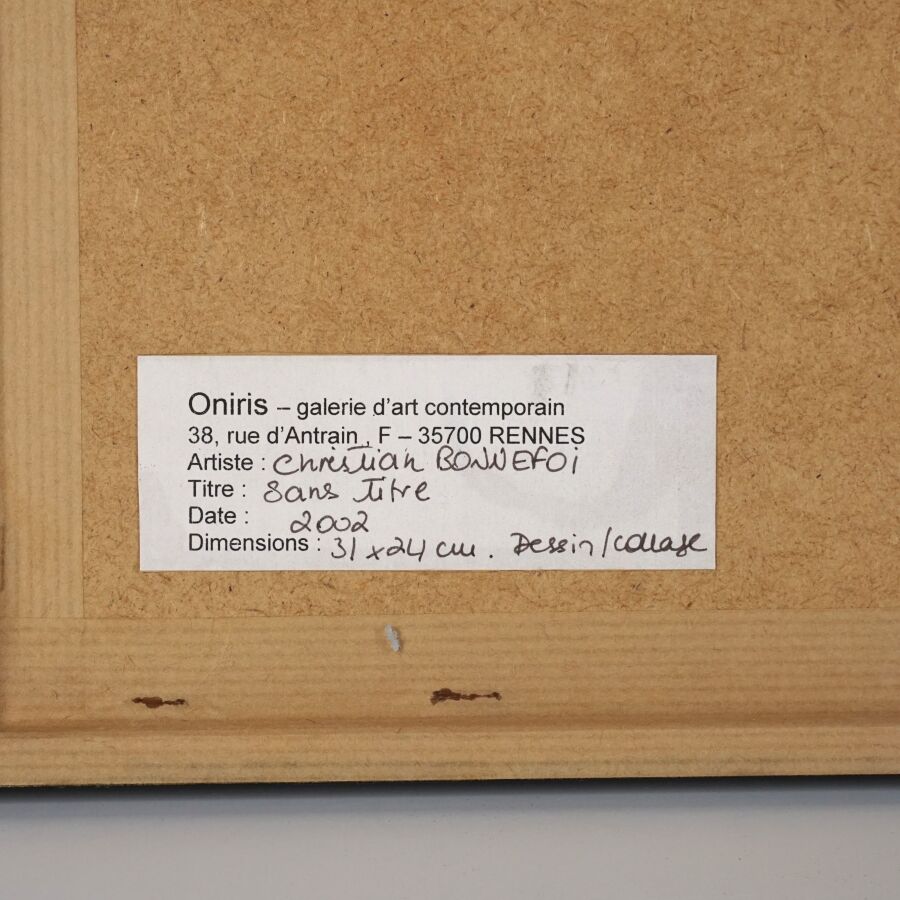 Oniris – galerie d'art contemporain
38, rue d'Antrain , F – 35700 RENNES
Artiste : Christian BONNEFOI
Titre : Sans Titre
Date : 2002
Dimensions : 31 x 24 cm . Dessin/collage